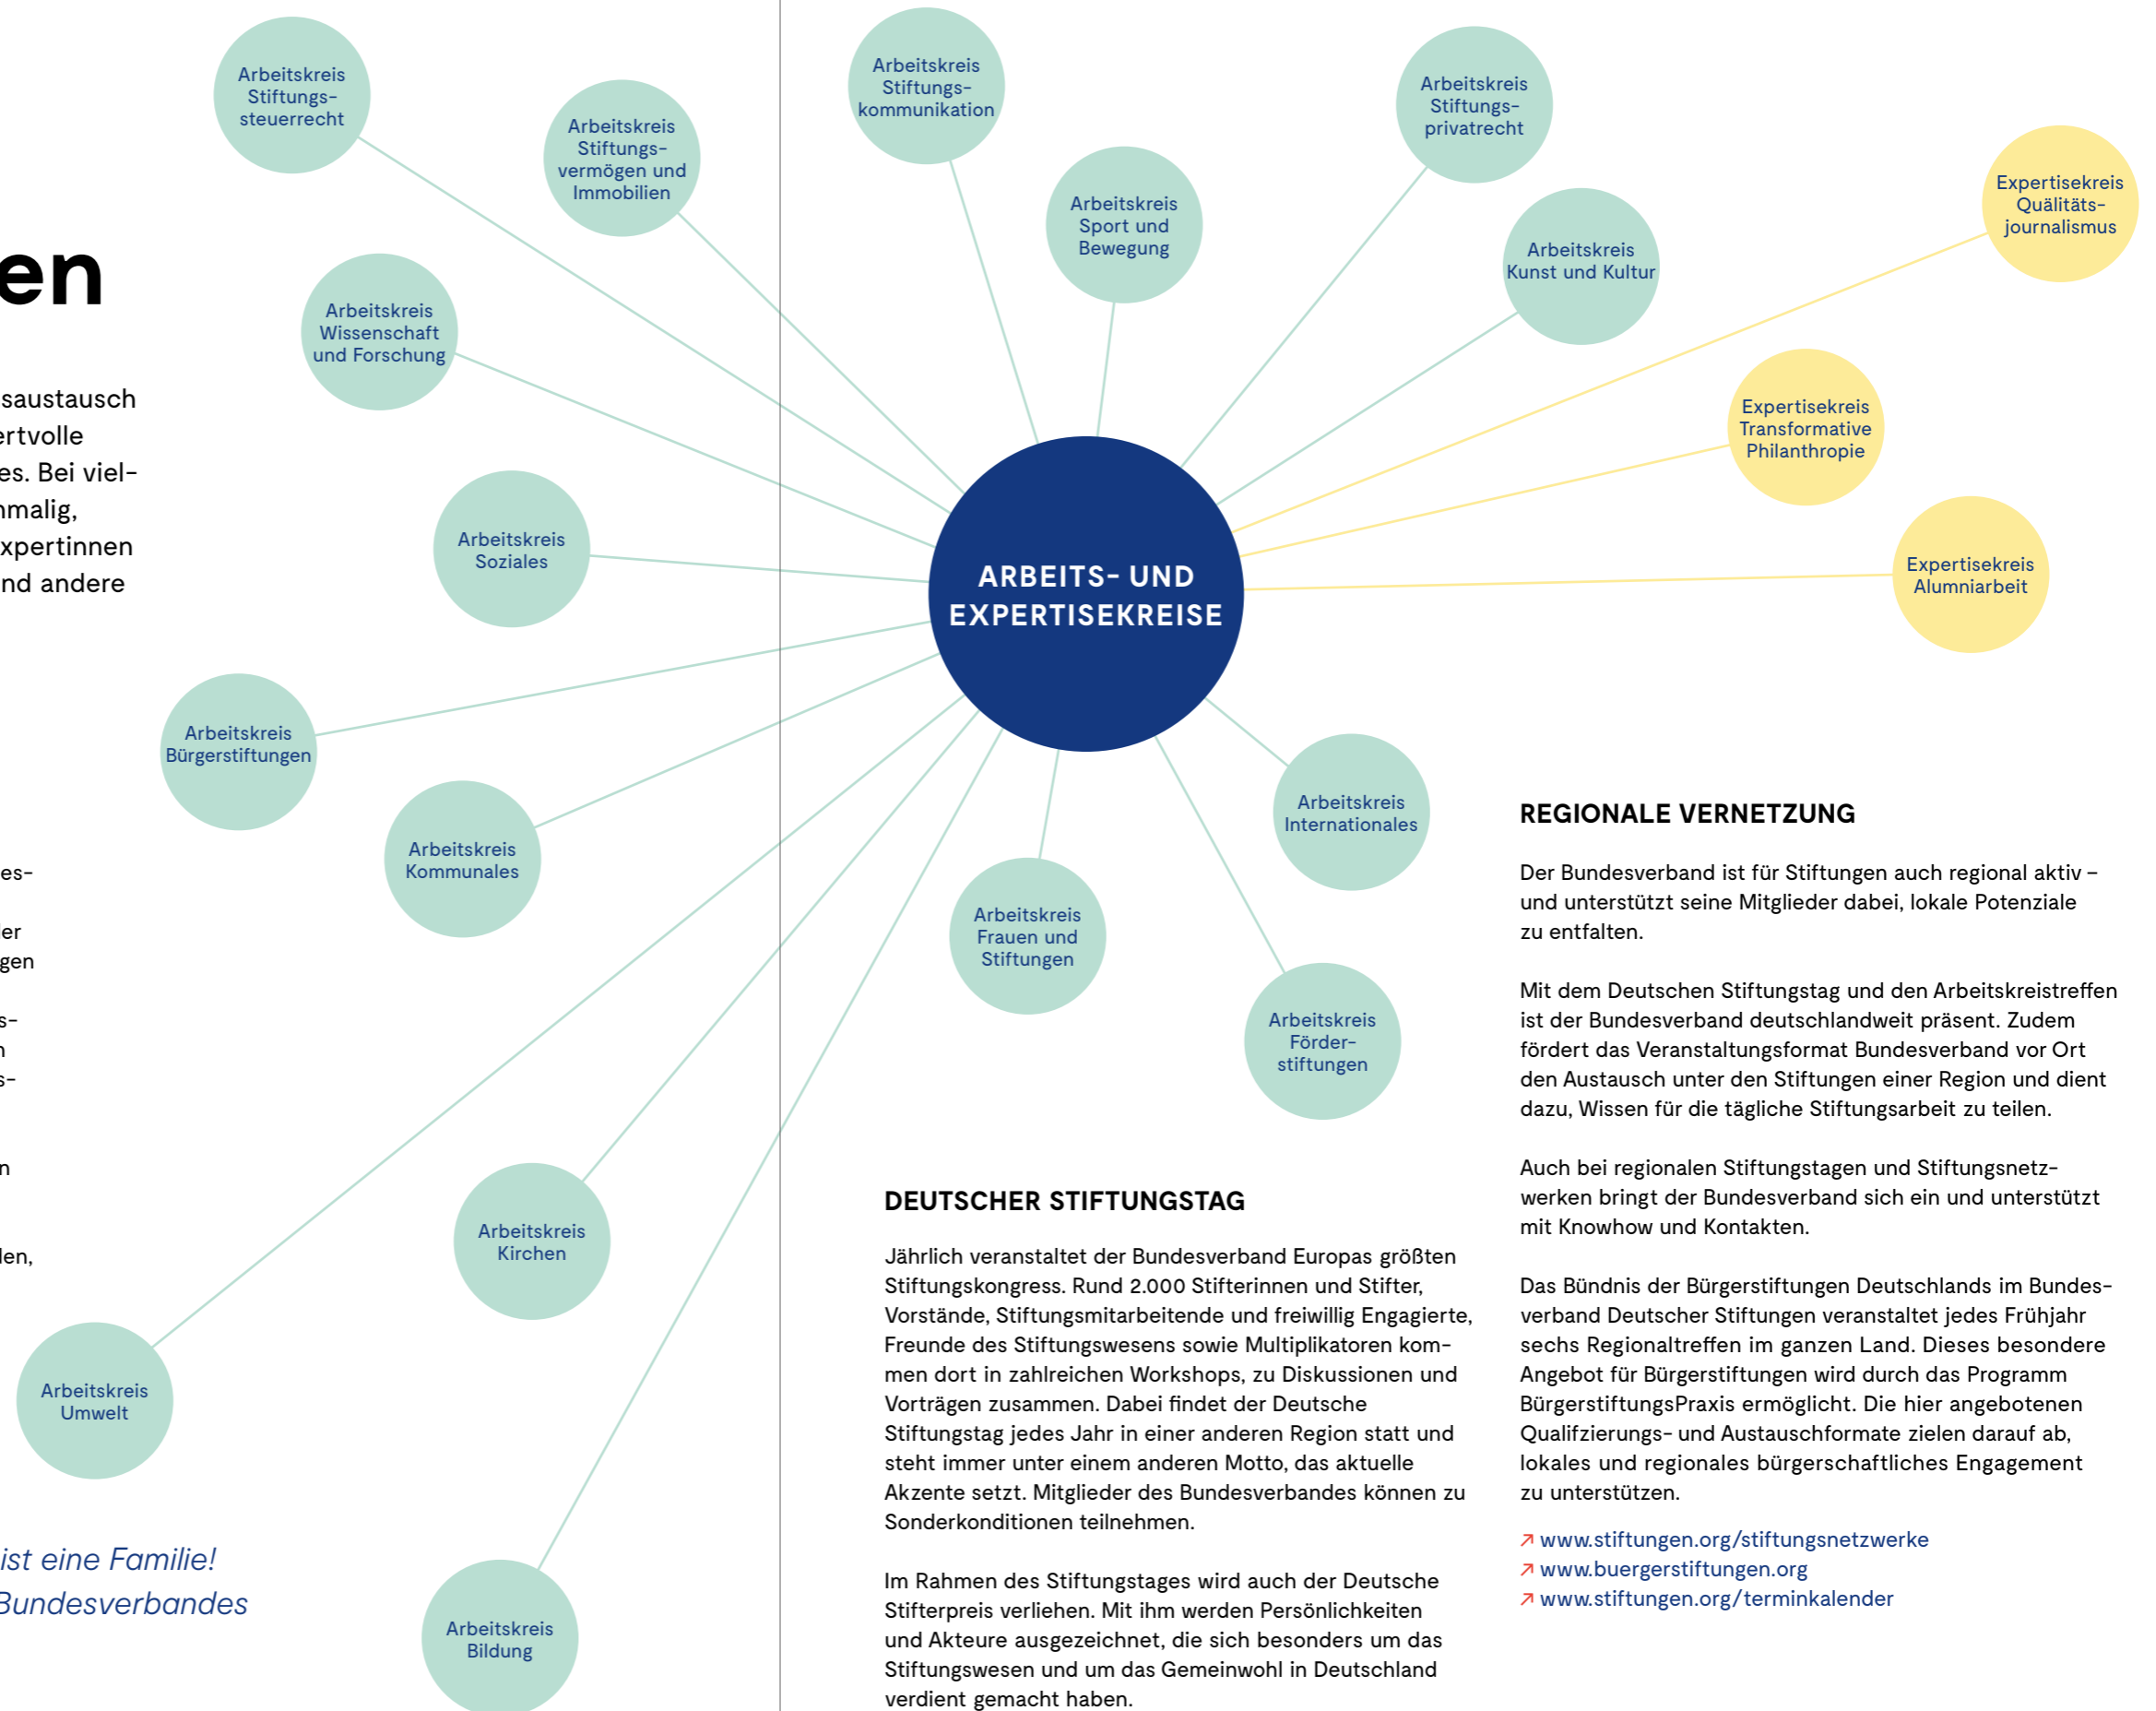 en
saustausch
ertvolle
es. Bei viel-
nmalig,
xpertinnen
nd andere
es-
er
gen
s-
n
s-
n
len,
ist eine Familie!
Bundesverbandes
Arbeitskreis
Stiftungs-
steuerrecht
Arbeitskreis
Stiftungs-
vermögen und
Immobilien
Arbeitskreis
Wissenschaft
und Forschung
Arbeitskreis
Soziales
Arbeitskreis
Bürgerstiftungen
Arbeitskreis
Kommunales
Arbeitskreis
Kirchen
Arbeitskreis
Umwelt
Arbeitskreis
Bildung
Arbeitskreis
Stiftungs-
kommunikation
Arbeitskreis
Sport und
Bewegung
Arbeitskreis
Stiftungs-
privatrecht
Arbeitskreis
Kunst und Kultur
Expertisekreis
Quälitäts-
journalismus
Expertisekreis
Transformative
Philanthropie
Expertisekreis
Alumniarbeit
ARBEITS- UND
EXPERTISEKREISE
Arbeitskreis
Internationales
Arbeitskreis
Frauen und
Stiftungen
Arbeitskreis
Förder-
stiftungen
DEUTSCHER STIFTUNGSTAG
Jährlich veranstaltet der Bundesverband Europas größten
Stiftungskongress. Rund 2.000 Stifterinnen und Stifter,
Vorstände, Stiftungsmitarbeitende und freiwillig Engagierte,
Freunde des Stiftungswesens sowie Multiplikatoren kom-
men dort in zahlreichen Workshops, zu Diskussionen und
Vorträgen zusammen. Dabei findet der Deutsche
Stiftungstag jedes Jahr in einer anderen Region statt und
steht immer unter einem anderen Motto, das aktuelle
Akzente setzt. Mitglieder des Bundesverbandes können zu
Sonderkonditionen teilnehmen.
Im Rahmen des Stiftungstages wird auch der Deutsche
Stifterpreis verliehen. Mit ihm werden Persönlichkeiten
und Akteure ausgezeichnet, die sich besonders um das
Stiftungswesen und um das Gemeinwohl in Deutschland
verdient gemacht haben.
REGIONALE VERNETZUNG
Der Bundesverband ist für Stiftungen auch regional aktiv –
und unterstützt seine Mitglieder dabei, lokale Potenziale
zu entfalten.
Mit dem Deutschen Stiftungstag und den Arbeitskreistreffen
ist der Bundesverband deutschlandweit präsent. Zudem
fördert das Veranstaltungsformat Bundesverband vor Ort
den Austausch unter den Stiftungen einer Region und dient
dazu, Wissen für die tägliche Stiftungsarbeit zu teilen.
Auch bei regionalen Stiftungstagen und Stiftungsnetz-
werken bringt der Bundesverband sich ein und unterstützt
mit Knowhow und Kontakten.
Das Bündnis der Bürgerstiftungen Deutschlands im Bundes-
verband Deutscher Stiftungen veranstaltet jedes Frühjahr
sechs Regionaltreffen im ganzen Land. Dieses besondere
Angebot für Bürgerstiftungen wird durch das Programm
BürgerstiftungsPraxis ermöglicht. Die hier angebotenen
Qualifzierungs- und Austauschformate zielen darauf ab,
lokales und regionales bürgerschaftliches Engagement
zu unterstützen.
↗ www.stiftungen.org/stiftungsnetzwerke
↗ www.buergerstiftungen.org
↗ www.stiftungen.org/terminkalender